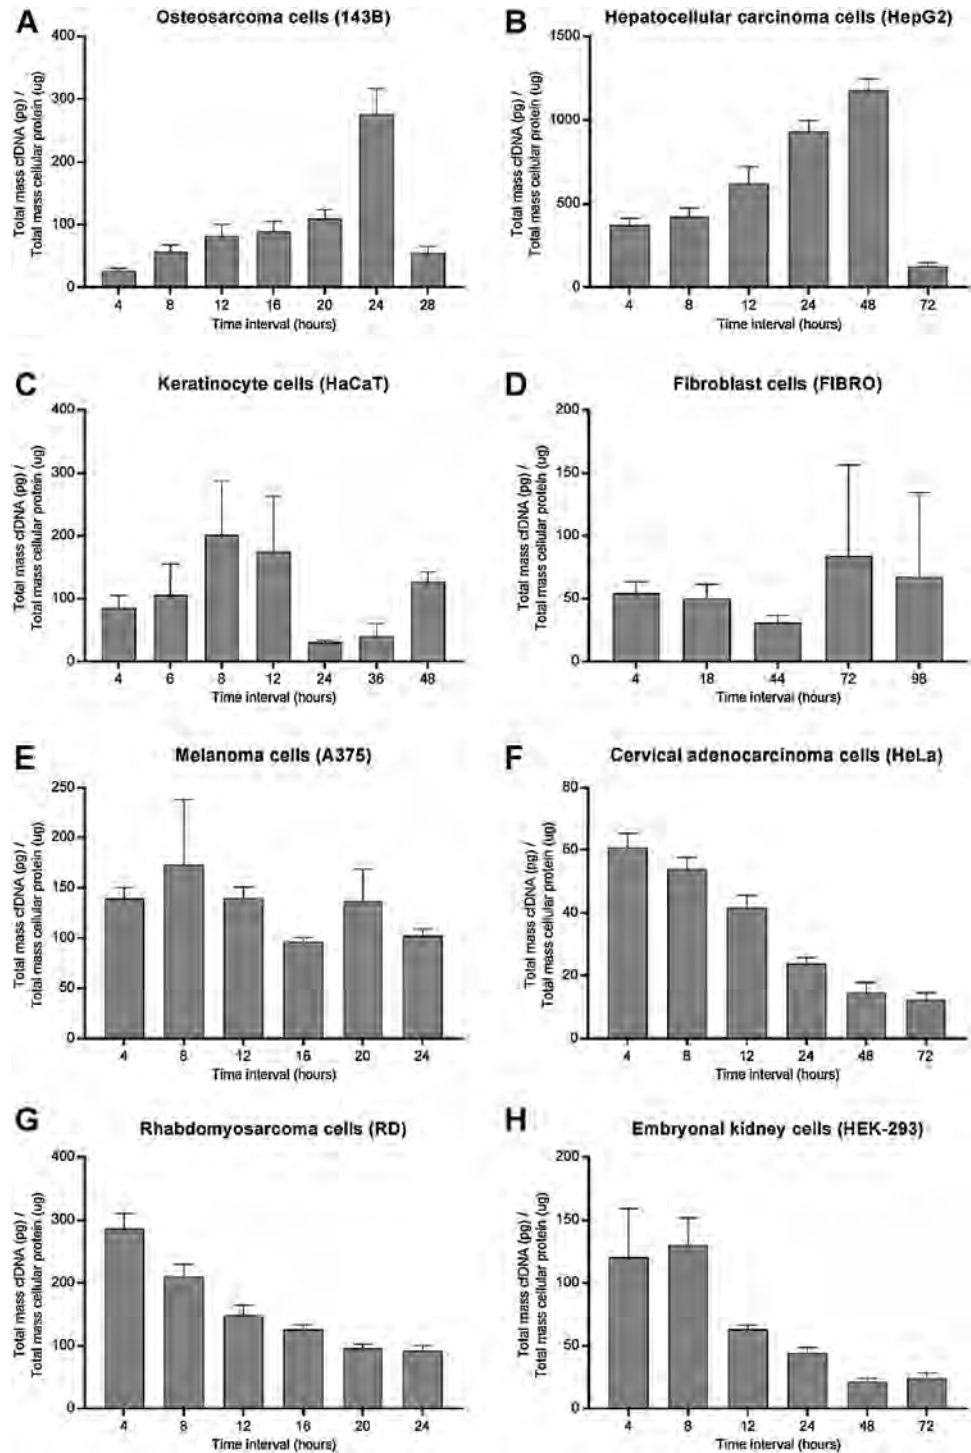 A
Osteosarcoma cells (143B)
Total mass cfDNA (pg) /
Total mass cellular protein (ug)
400
300
200
100
0
4 8 12 16 20 24 28
Time interval (hours)
B
Hepatocellular carcinoma cells (HepG2)
Total mass cfDNA (pg) /
Total mass cellular protein (ug)
1500
1000
500
0
4 8 12 24 48 72
Time interval (hours)
C
Keratinocyte cells (HaCaT)
Total mass cfDNA (pg) /
Total mass cellular protein (ug)
400
300
200
100
0
4 6 8 12 24 36 48
Time interval (hours)
D
Fibroblast cells (FIBRO)
Total mass cfDNA (pg) /
Total mass cellular protein (ug)
200
150
100
50
0
4 18 44 72 98
Time interval (hours)
E
Melanoma cells (A375)
Total mass cfDNA (pg) /
Total mass cellular protein (ug)
250
200
150
100
50
0
4 8 12 16 20 24
Time interval (hours)
F
Cervical adenocarcinoma cells (HeLa)
Total mass cfDNA (pg) /
Total mass cellular protein (ug)
80
60
40
20
0
4 8 12 24 48 72
Time interval (hours)
G
Rhabdomyosarcoma cells (RD)
Total mass cfDNA (pg) /
Total mass cellular protein (ug)
400
300
200
100
0
4 8 12 16 20 24
Time interval (hours)
H
Embryonal kidney cells (HEK-293)
Total mass cfDNA (pg) /
Total mass cellular protein (ug)
200
150
100
50
0
4 8 12 24 48 72
Time interval (hours)